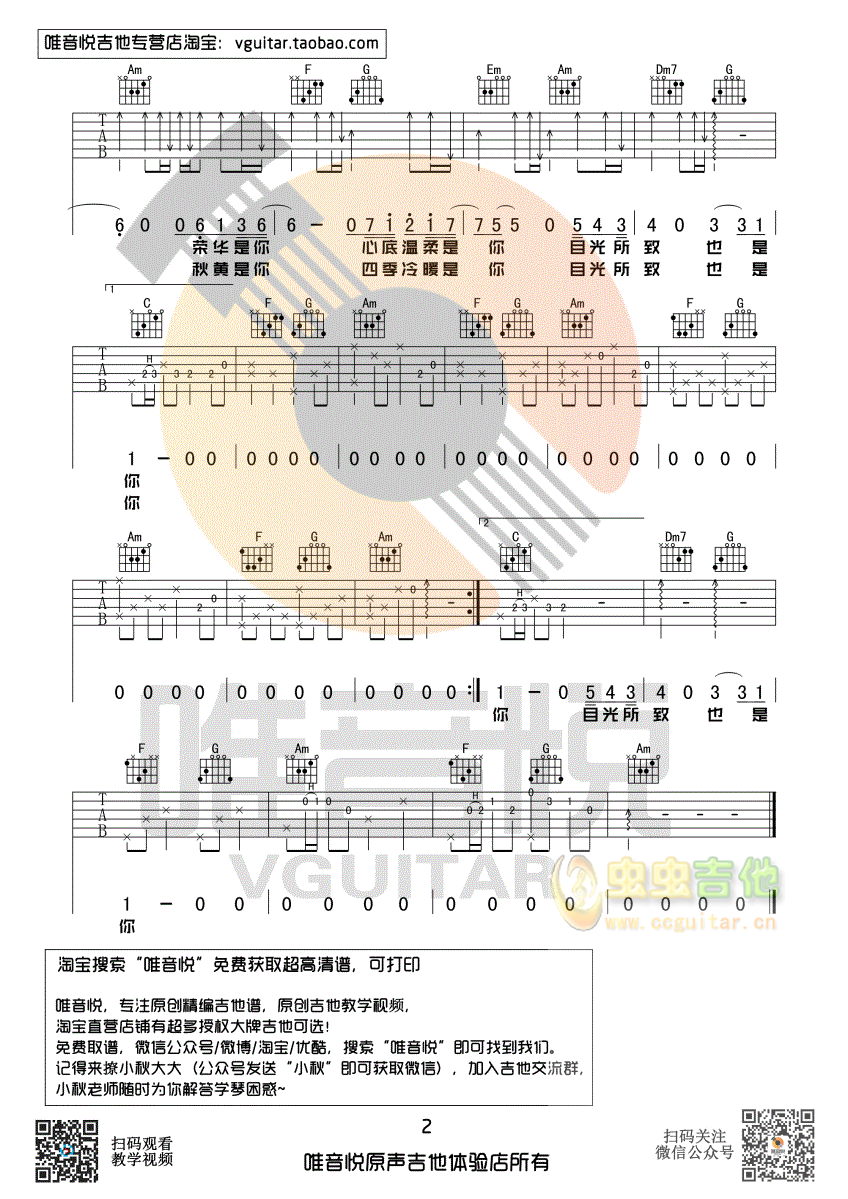 唯音悦吉他专营店淘宝：vguitar.taobao.com
Am F G Em Am Dm7 G
T
A
B
6 0 0 6 1 3 6 6 - 0 7 1 2 1 7 7 5 5 0 5 4 3 4 0 3 3 1
荣华是你 心底温柔是 你 目光所致 也 是
秋黄是你 四季冷暖是 你 目光所致 也 是
1
C F G Am F G Am F G
H
T
A
B
2 3 3 2 2 0 2 0 0 2 0
1 - 0 0 0 0 0 0 0 0 0 0 0 0 0 0 0 0 0 0 0 0 0 0
你
你
2
Am F G Am C Dm7 G
H
T
A
B
2 0 0 - 2 3 3 2 - -
0 0 0 0 0 0 0 0 0 0 0 0 : 1 - 0 5 4 3 4 0 3 3 1
你 目光所致 也 是
F G Am F G Am
H H
T
A
B
0 1 0 0 0 2 1 2 0 3 1 0 - - -
1 - 0 0 0 0 0 0 0 0 0 0 0 0 0 0
你
唯音悦
VGUITAR
虫虫吉他
www.ccguitar.cn
淘宝搜索“唯音悦”免费获取超高清谱，可打印
唯音悦，专注原创精编吉他谱，原创吉他教学视频，
淘宝直营店铺有超多授权大牌吉他可选！
免费取谱，微信公众号/微博/淘宝/优酷，搜索“唯音悦”即可找到我们。
记得来撩小秋大大（公众号发送“小秋”即可获取微信），加入吉他交流群，
小秋老师随时为你解答学琴困惑~
扫码观看
教学视频
2
唯音悦原声吉他体验店所有
扫码关注
微信公众号